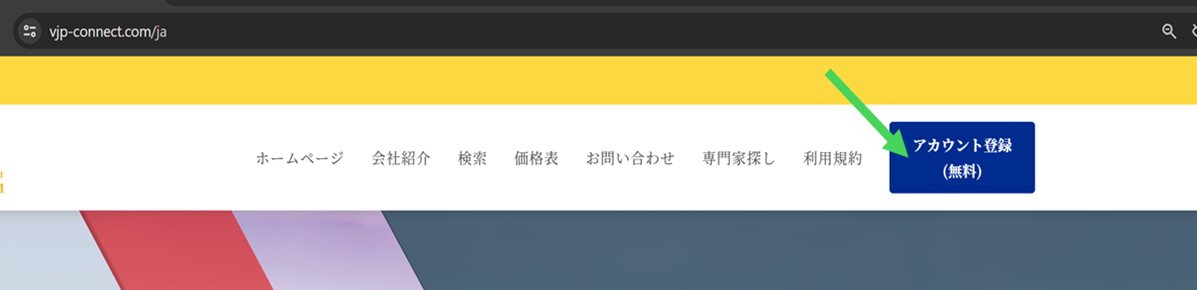 vjp-connect.com/ja
ホームページ 会社紹介 検索 価格表 お問い合わせ 専門家探し 利用規約
アカウント登録
(無料)